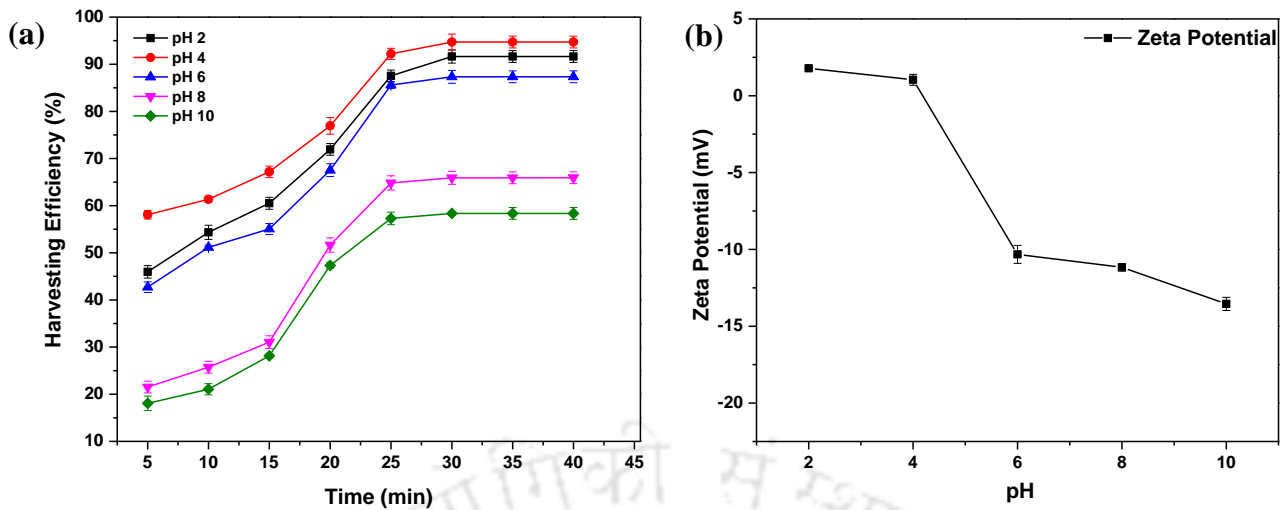 (a)
100
90
80
70
60
50
40
30
20
10
Harvesting Efficiency (%)
pH 2
pH 4
pH 6
pH 8
pH 10
5 10 15 20 25 30 35 40 45
Time (min)
(b)
5
0
-5
-10
-15
-20
Zeta Potential (mV)
Zeta Potential
2 4 6 8 10
pH